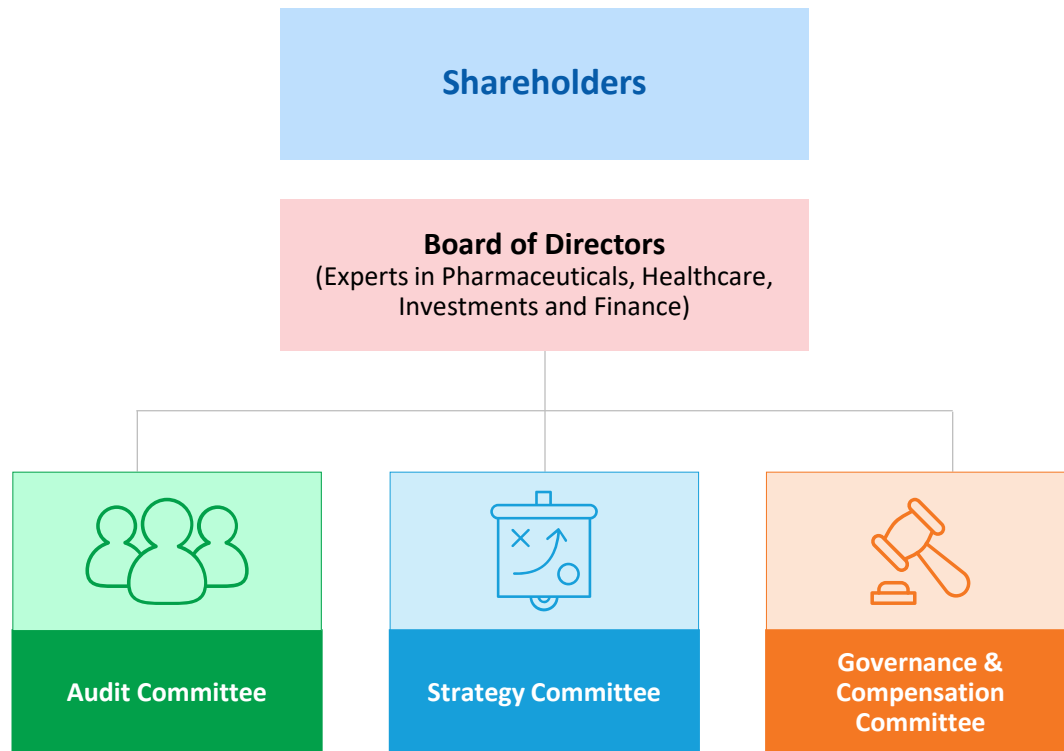 Shareholders
Board of Directors
(Experts in Pharmaceuticals, Healthcare,
Investments and Finance)
Audit Committee
Strategy Committee
Governance &
Compensation
Committee